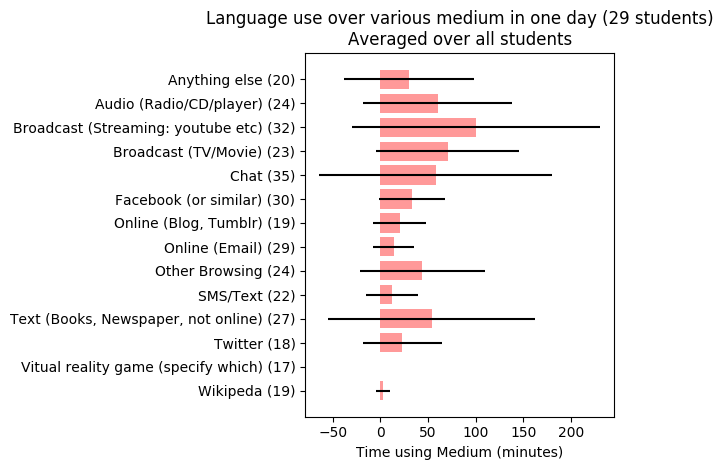 Language use over various medium in one day (29 students)
Averaged over all students
Anything else (20)
Audio (Radio/CD/player) (24)
Broadcast (Streaming: youtube etc) (32)
Broadcast (TV/Movie) (23)
Chat (35)
Facebook (or similar) (30)
Online (Blog, Tumblr) (19)
Online (Email) (29)
Other Browsing (24)
SMS/Text (22)
Text (Books, Newspaper, not online) (27)
Twitter (18)
Vitual reality game (specify which) (17)
Wikipeda (19)
−50 0 50 100 150 200
Time using Medium (minutes)